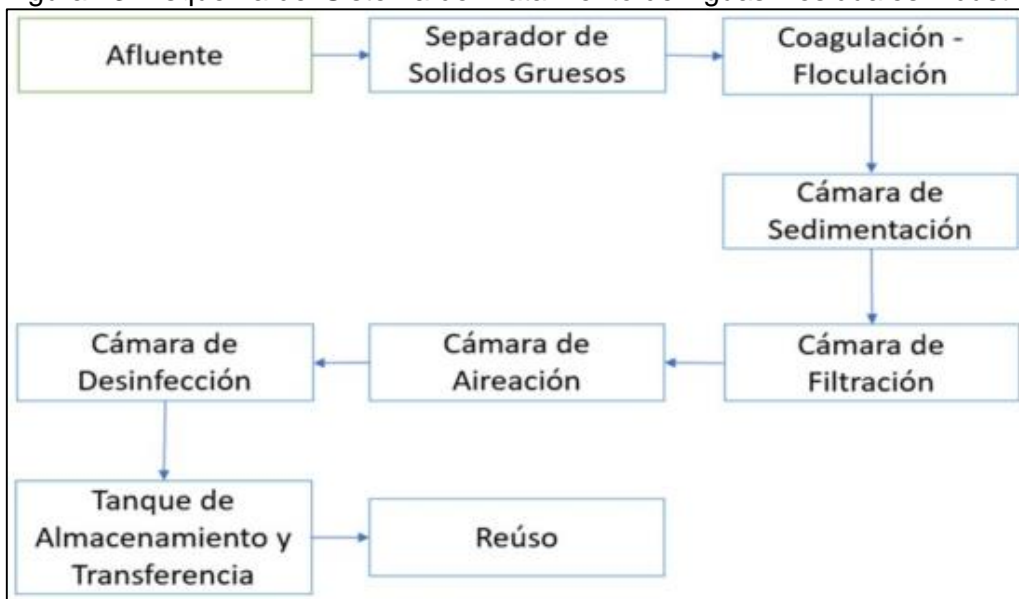 Afluente
Separador de
Solidos Gruesos
Coagulación -
Floculación
Cámara de
Sedimentación
Cámara de
Filtración
Cámara de
Aireación
Cámara de
Desinfección
Tanque de
Almacenamiento y
Transferencia
Reúso